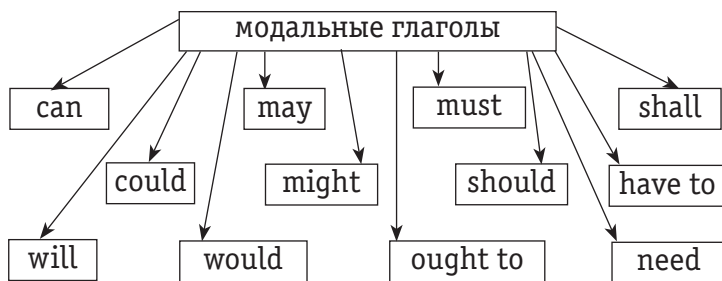 модальные глаголы
can may must shall
could might should have to
will would ought to need